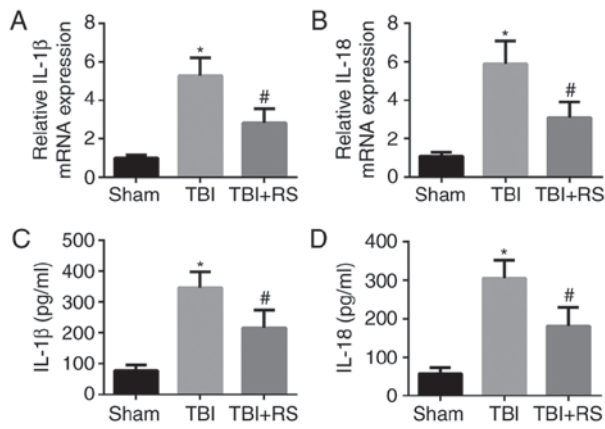 A
Relative IL-1β
mRNA expression
8
6
4
2
0
*
#
Sham TBI TBI+RS
B
Relative IL-18
mRNA expression
8
6
4
2
0
*
#
Sham TBI TBI+RS
C
IL-1β (pg/ml)
500
400
300
200
100
0
*
#
Sham TBI TBI+RS
D
IL-18 (pg/ml)
400
300
200
100
0
*
#
Sham TBI TBI+RS